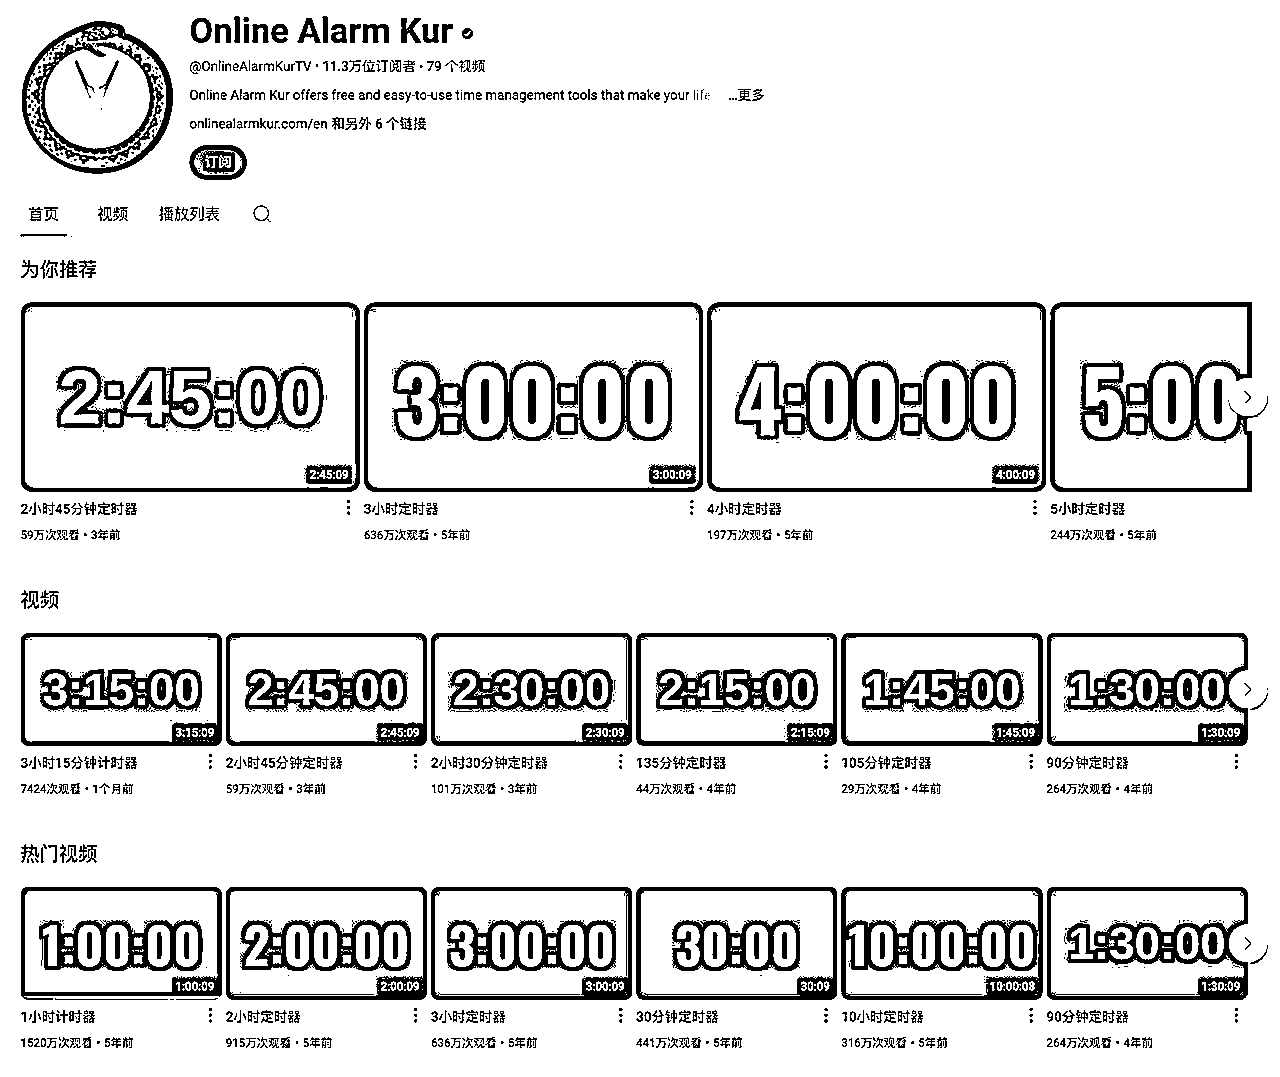 Online Alarm Kur
@OnlineAlarmKurTV · 11.3万位订阅者 · 79 个视频
Online Alarm Kur offers free and easy-to-use time management tools that make your life ...更多
onlinealarmkur.com/en 和另外 6 个链接
订阅
首页 视频 播放列表
为你推荐
2:45:00 3:00:00 4:00:00 5:00
2:45:09 3:00:09 4:00:09
2小时45分钟定时器 3小时定时器 4小时定时器 5小时定时器
59万次观看 · 3年前 636万次观看 · 5年前 197万次观看 · 5年前 244万次观看 · 5年前
视频
3:15:00 2:45:00 2:30:00 2:15:00 1:45:00 1:30:00
3:15:09 2:45:09 2:30:09 2:15:09 1:45:09 1:30:09
3小时15分钟计时器 2小时45分钟定时器 2小时30分钟定时器 135分钟定时器 105分钟定时器 90分钟定时器
7424次观看 · 1个月前 59万次观看 · 3年前 101万次观看 · 3年前 44万次观看 · 4年前 29万次观看 · 4年前 264万次观看 · 4年前
热门视频
1:00:00 2:00:00 3:00:00 30:00 10:00:00 1:30:00
1:00:09 2:00:09 3:00:09 30:09 10:00:08 1:30:09
1小时计时器 2小时定时器 3小时定时器 30分钟定时器 10小时定时器 90分钟定时器
1520万次观看 · 5年前 915万次观看 · 5年前 636万次观看 · 5年前 441万次观看 · 5年前 316万次观看 · 5年前 264万次观看 · 4年前